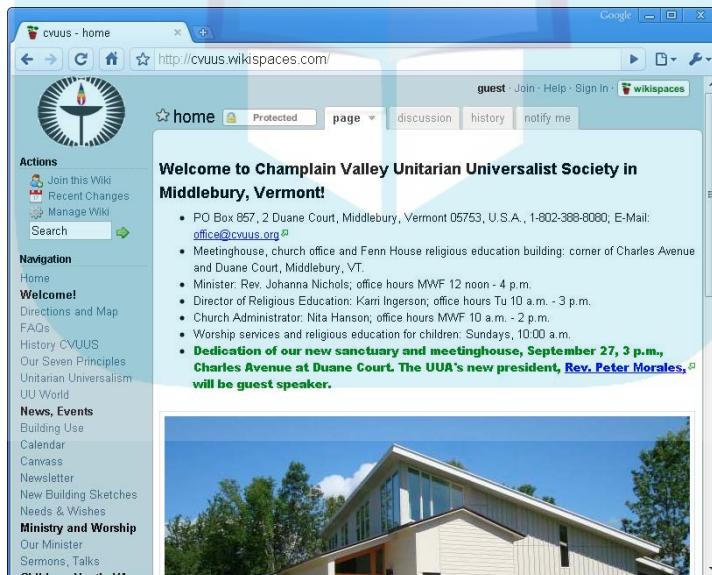 Google
cvuus - home
http://cvuus.wikispaces.com/
guest · Join · Help · Sign In · wikispaces
home Protected page discussion history notify me
Actions
Join this Wiki
Recent Changes
Manage Wiki
Search
Navigation
Home
Welcome!
Directions and Map
FAQs
History CVUUS
Our Seven Principles
Unitarian Universalism
UU World
News, Events
Building Use
Calendar
Canvass
Newsletter
New Building Sketches
Needs & Wishes
Ministry and Worship
Our Minister
Sermons, Talks
Welcome to Champlain Valley Unitarian Universalist Society in
Middlebury, Vermont!
• PO Box 857, 2 Duane Court, Middlebury, Vermont 05753, U.S.A., 1-802-388-8080; E-Mail:
office@cvuus.org
• Meetinghouse, church office and Fenn House religious education building: corner of Charles Avenue
and Duane Court, Middlebury, VT.
• Minister: Rev. Johanna Nichols; office hours MWF 12 noon - 4 p.m.
• Director of Religious Education: Karri Ingerson; office hours Tu 10 a.m. - 3 p.m.
• Church Administrator: Nita Hanson; office hours MWF 10 a.m. - 2 p.m.
• Worship services and religious education for children: Sundays, 10:00 a.m.
• Dedication of our new sanctuary and meetinghouse, September 27, 3 p.m.,
Charles Avenue at Duane Court. The UUA's new president, Rev. Peter Morales,
will be guest speaker.